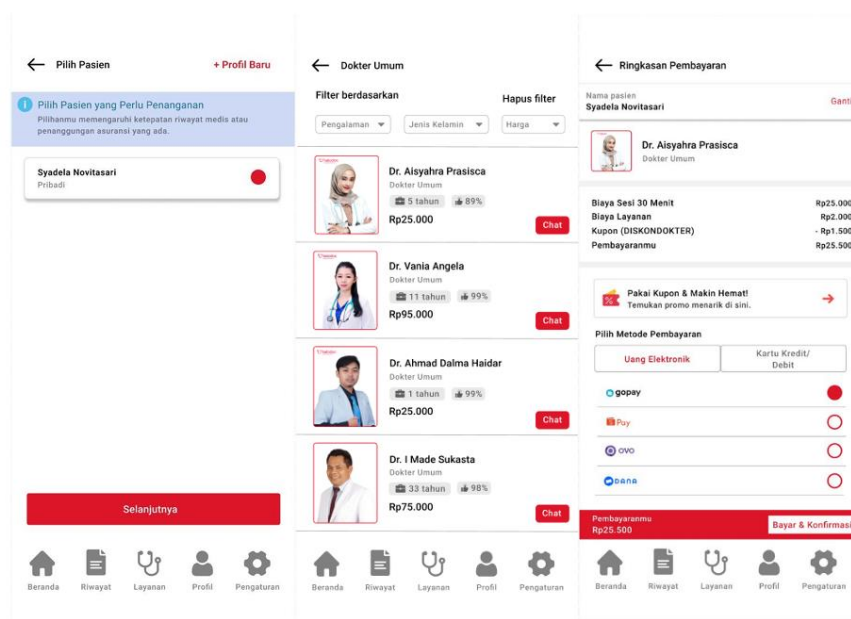 Pilih Pasien
+ Profil Baru
Pilih Pasien yang Perlu Penanganan
Pilihanmu memengaruhi ketepatan riwayat medis atau
penanggungan asuransi yang ada.
Syadela Novitasari
Pribadi
Selanjutnya
Beranda
Riwayat
Layanan
Profil
Pengaturan
Dokter Umum
Filter berdasarkan
Hapus filter
Pengalaman
Jenis Kelamin
Harga
Dr. Aisyahra Prasisca
Dokter Umum
5 tahun
89%
Rp25.000
Chat
Dr. Vania Angela
Dokter Umum
11 tahun
99%
Rp95.000
Chat
Dr. Ahmad Dalma Haidar
Dokter Umum
1 tahun
99%
Rp25.000
Chat
Dr. I Made Sukasta
Dokter Umum
33 tahun
98%
Rp75.000
Chat
Beranda
Riwayat
Layanan
Profil
Pengaturan
Ringkasan Pembayaran
Nama pasien
Syadela Novitasari
Ganti
Dr. Aisyahra Prasisca
Dokter Umum
Biaya Sesi 30 Menit Rp25.000
Biaya Layanan Rp2.000
Kupon (DISKONDOKTER) - Rp1.500
Pembayaranmu Rp25.500
Pakai Kupon & Makin Hemat!
Temukan promo menarik di sini.
Pilih Metode Pembayaran
Uang Elektronik
Kartu Kredit/
Debit
gopay
Pay
OVO
DANA
Pembayaranmu
Rp25.500
Bayar & Konfirmasi
Beranda
Riwayat
Layanan
Profil
Pengaturan